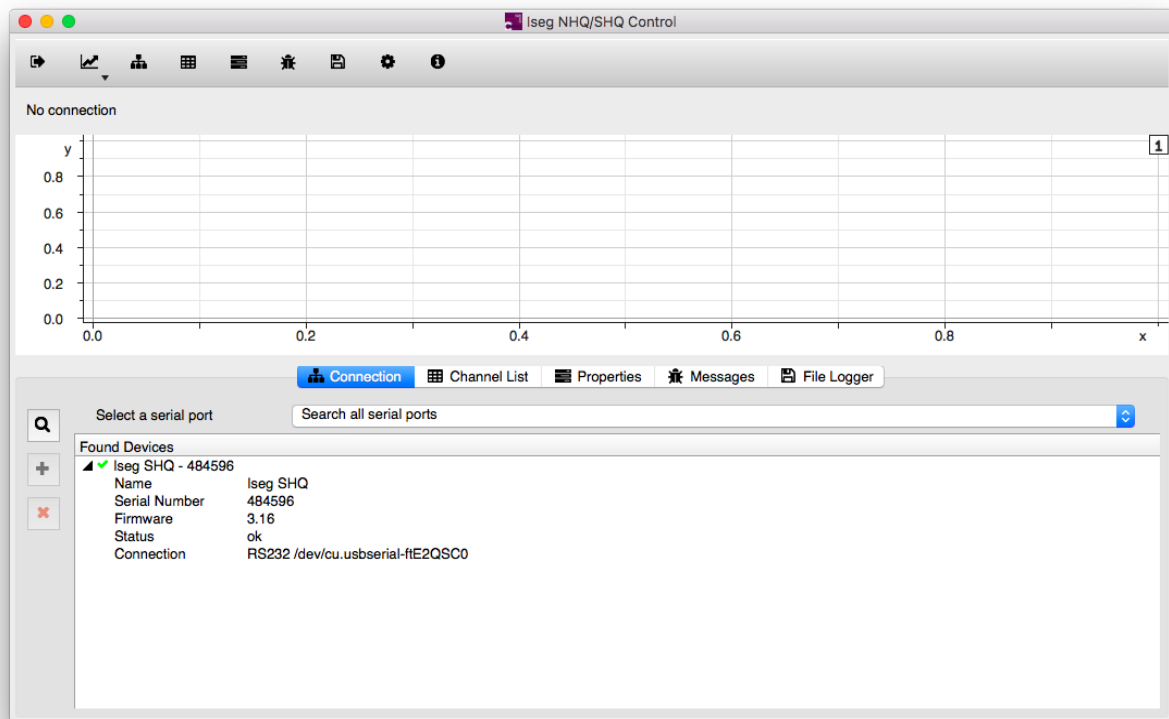 Iseg NHQ/SHQ Control
No connection
1
y
0.8
0.6
0.4
0.2
0.0
0.0 0.2 0.4 0.6 0.8 x
Connection Channel List Properties Messages File Logger
Select a serial port Search all serial ports
Found Devices
Iseg SHQ - 484596
Name Iseg SHQ
Serial Number 484596
Firmware 3.16
Status ok
Connection RS232 /dev/cu.usbserial-ftE2QSC0